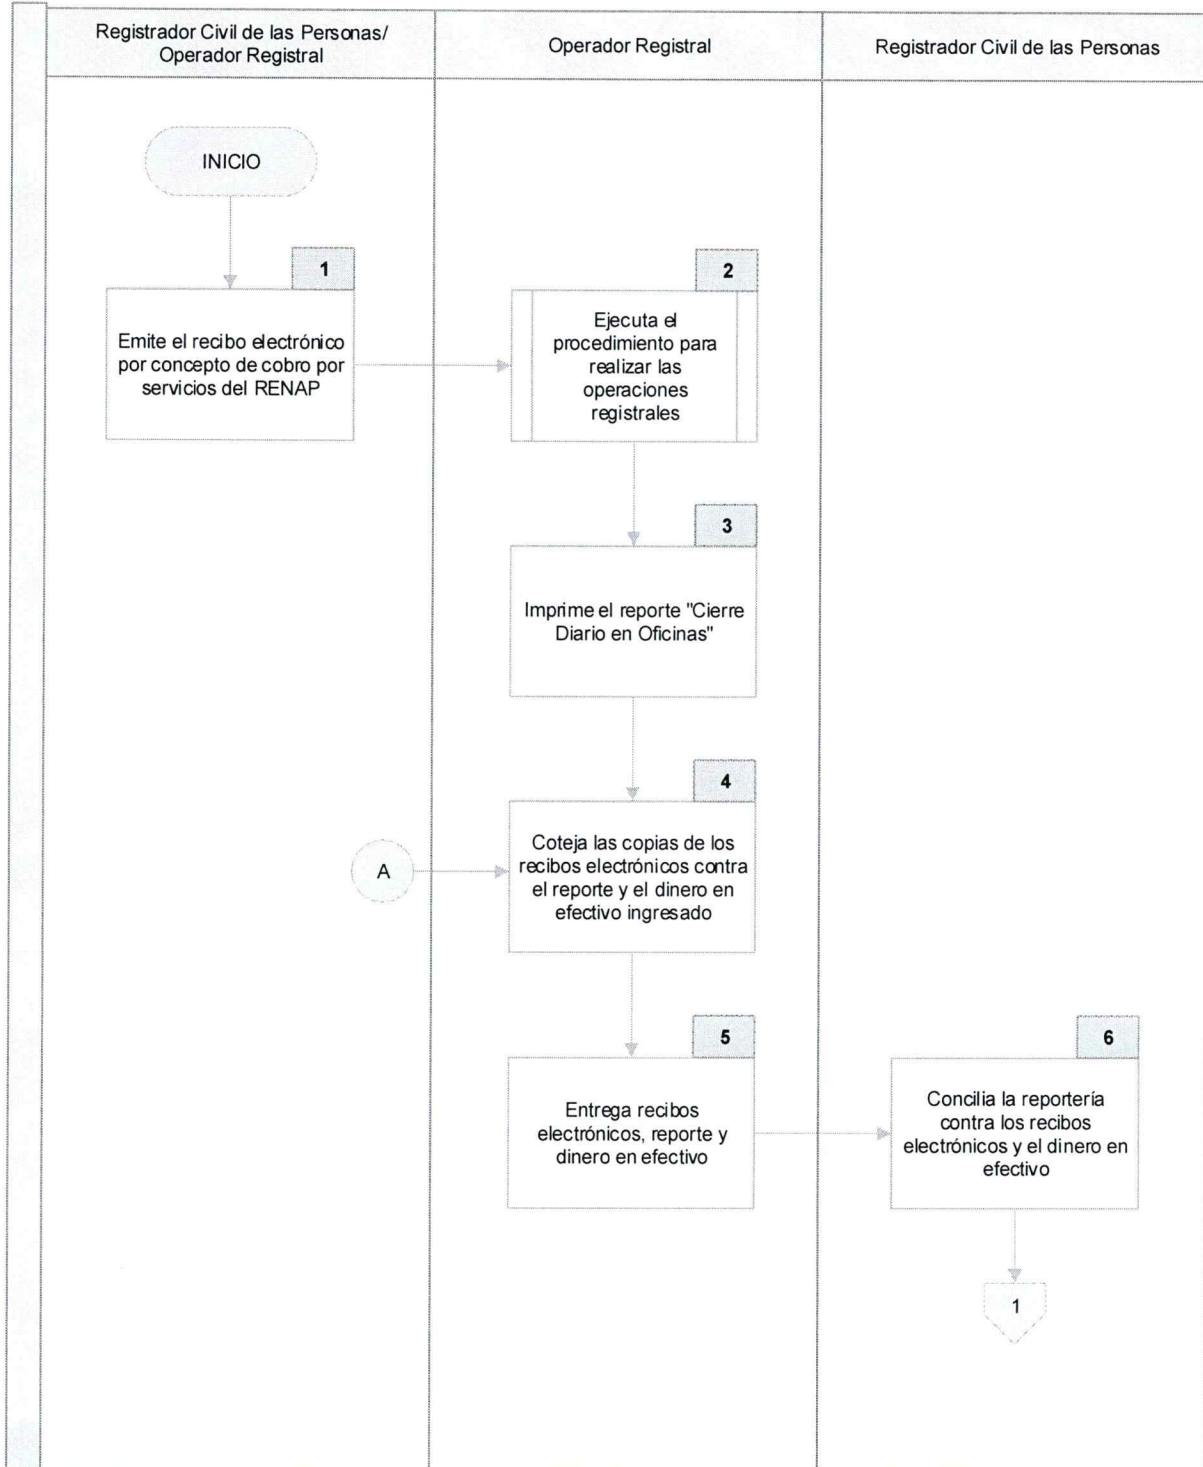 Registrador Civil de las Personas/
Operador Registral
Operador Registral
Registrador Civil de las Personas
INICIO
1
Emite el recibo electrónico
por concepto de cobro por
servicios del RENAP
2
Ejecuta el
procedimiento para
realizar las
operaciones
registrales
3
Imprime el reporte "Cierre
Diario en Oficinas"
4
A
Coteja las copias de los
recibos electrónicos contra
el reporte y el dinero en
efectivo ingresado
5
Entrega recibos
electrónicos, reporte y
dinero en efectivo
6
Concilia la reportería
contra los recibos
electrónicos y el dinero en
efectivo
1